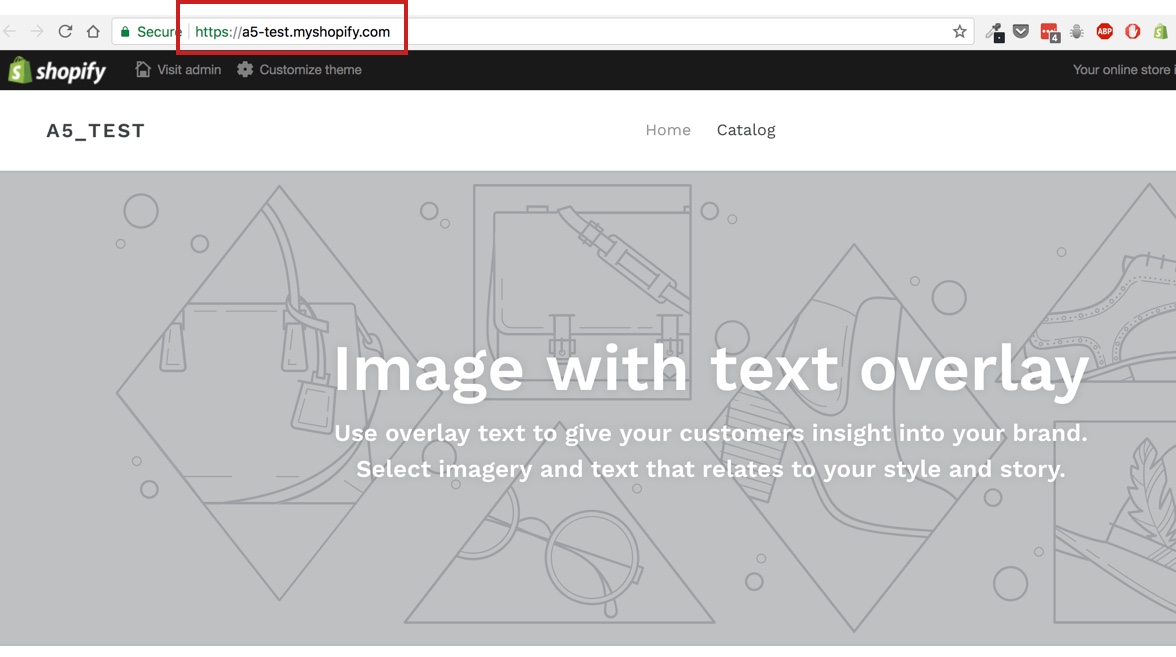 Secure https://a5-test.myshopify.com
4 ABP
shopify Visit admin Customize theme Your online store i
A5_TEST Home Catalog
Image with text overlay
Use overlay text to give your customers insight into your brand.
Select imagery and text that relates to your style and story.